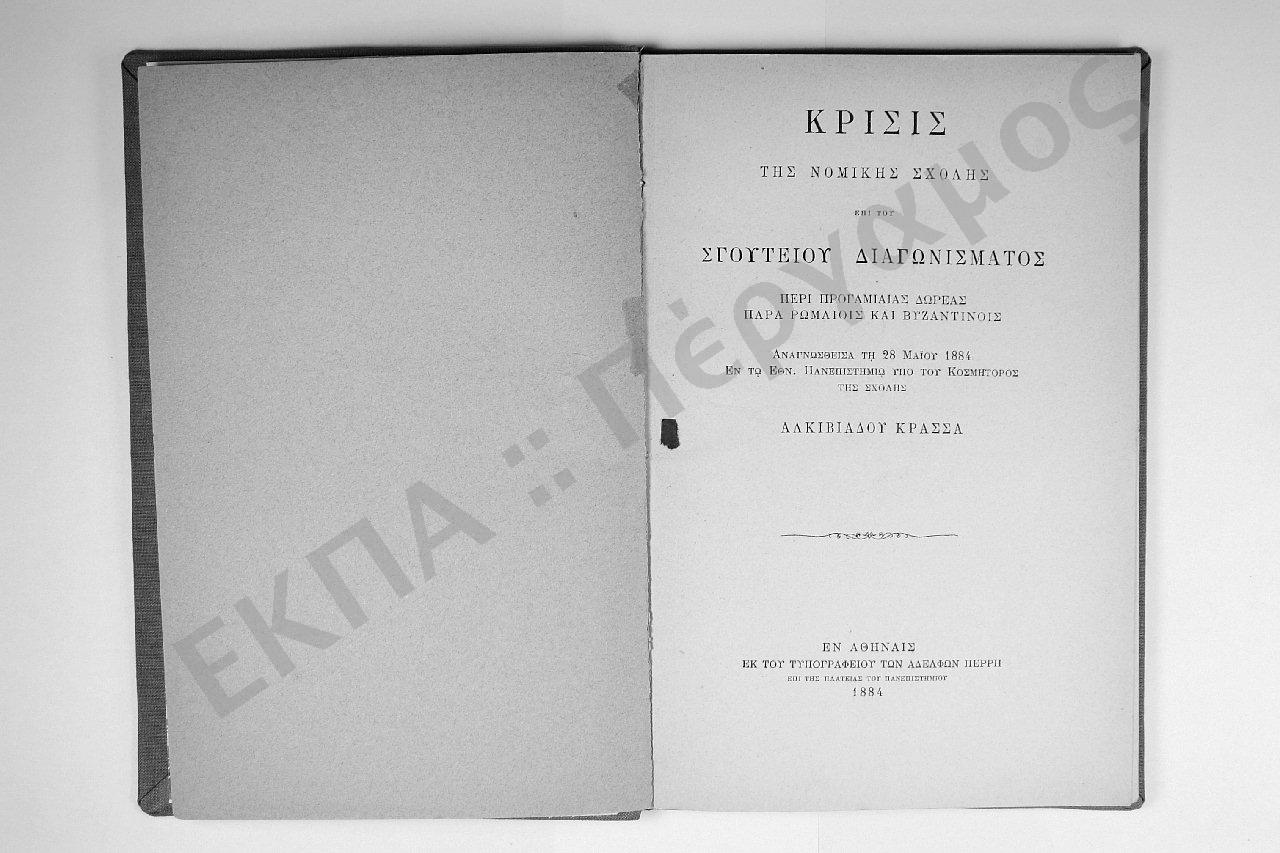 ΚΡΙΣΙΣ
ΤΗΣ ΝΟΜΙΚΗΣ ΣΧΟΛΗΣ
ΕΠΙ ΤΟΥ
ΣΓΟΥΤΕΙΟΥ ΔΙΑΓΩΝΙΣΜΑΤΟΣ
ΠΕΡΙ ΠΡΟΓΑΜΙΑΙΑΣ ΔΩΡΕΑΣ
ΠΑΡΑ ΡΩΜΑΙΟΙΣ ΚΑΙ ΒΥΖΑΝΤΙΝΟΙΣ
ΑΝΑΓΝΩΣΘΕΙΣΑ ΤΗ 28 ΜΑΪΟΥ 1884
ΕΝ ΤΩ ΕΘΝ. ΠΑΝΕΠΙΣΤΗΜΙΩ ΥΠΟ ΤΟΥ ΚΟΣΜΗΤΟΡΟΣ
ΤΗΣ ΣΧΟΛΗΣ
ΑΛΚΙΒΙΑΔΟΥ ΚΡΑΣΣΑ
ΕΝ ΑΘΗΝΑΙΣ
ΕΚ ΤΟΥ ΤΥΠΟΓΡΑΦΕΙΟΥ ΤΩΝ ΑΔΕΛΦΩΝ ΠΕΡΡΗ
ΕΠΙ ΤΗΣ ΠΛΑΤΕΙΑΣ ΤΟΥ ΠΑΝΕΠΙΣΤΗΜΙΟΥ
1884
ΕΚΠΑ :: Πέργαμος